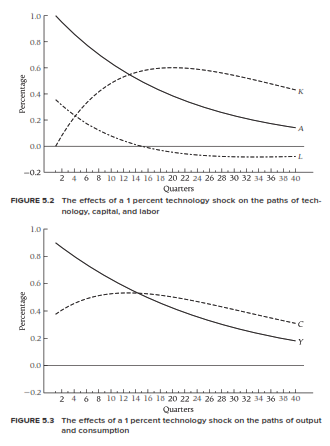 1.0
0.8
0.6
0.4
0.2
0.0
−0.2
Percentage
K
A
L
2 4 6 8 10 12 14 16 18 20 22 24 26 28 30 32 34 36 38 40
Quarters
FIGURE 5.2 The effects of a 1 percent technology shock on the paths of tech-
nology, capital, and labor
1.0
0.8
0.6
0.4
0.2
0.0
−0.2
Percentage
C
Y
2 4 6 8 10 12 14 16 18 20 22 24 26 28 30 32 34 36 38 40
Quarters
FIGURE 5.3 The effects of a 1 percent technology shock on the paths of output
and consumption